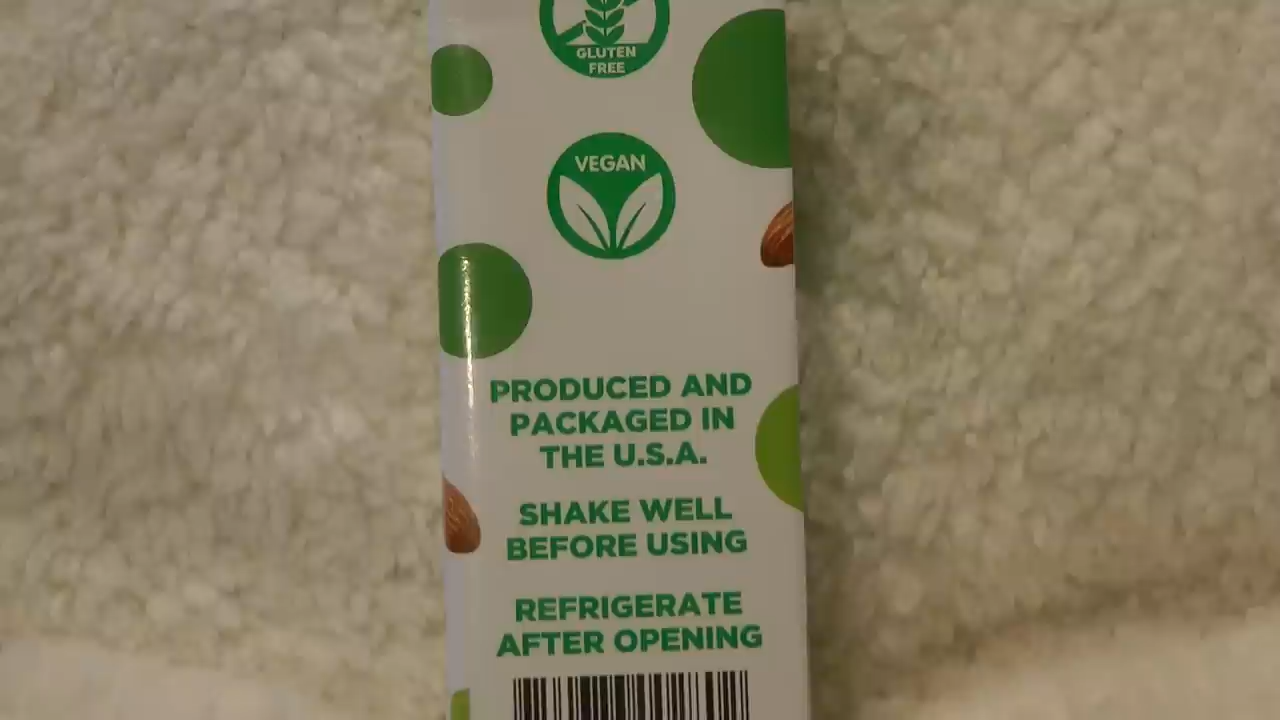 GLUTEN
FREE
VEGAN
PRODUCED AND
PACKAGED IN
THE U.S.A.
SHAKE WELL
BEFORE USING
REFRIGERATE
AFTER OPENING